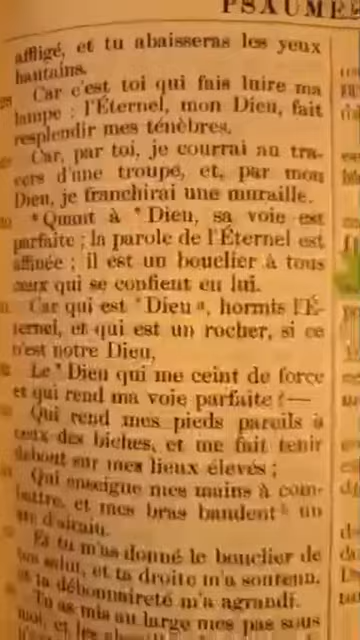 PSAUME
affligé, et tu abaisseras les yeux
hautains.
Car c'est toi qui fais luire ma
lampe ; l'Éternel, mon Dieu, fait
resplendir mes ténèbres.
Car, par toi, je courrai au tra-
vers d'une troupe, et, par mon
Dieu, je franchirai une muraille.
*Quant à *Dieu, sa voie est
parfaite ; la parole de l'Éternel est
affinée ; il est un bouclier à tous
ceux qui se confient en lui.
Car qui est *Dieu a, hormis l'É-
ternel, et qui est un rocher, si ce
n'est notre Dieu,
Le *Dieu qui me ceint de force
et qui rend ma voie parfaite ?—
Qui rend mes pieds pareils à
ceux des biches, et me fait tenir
debout sur mes lieux élevés ;
Qui enseigne mes mains à com-
battre, et mes bras bandent b un
arc d'airain.
Et tu m'as donné le bouclier de
ton salut, et ta droite m'a soutenu,
et ta débonnaireté m'a agrandi.
Tu as mis au large mes pas sous
moi, et les